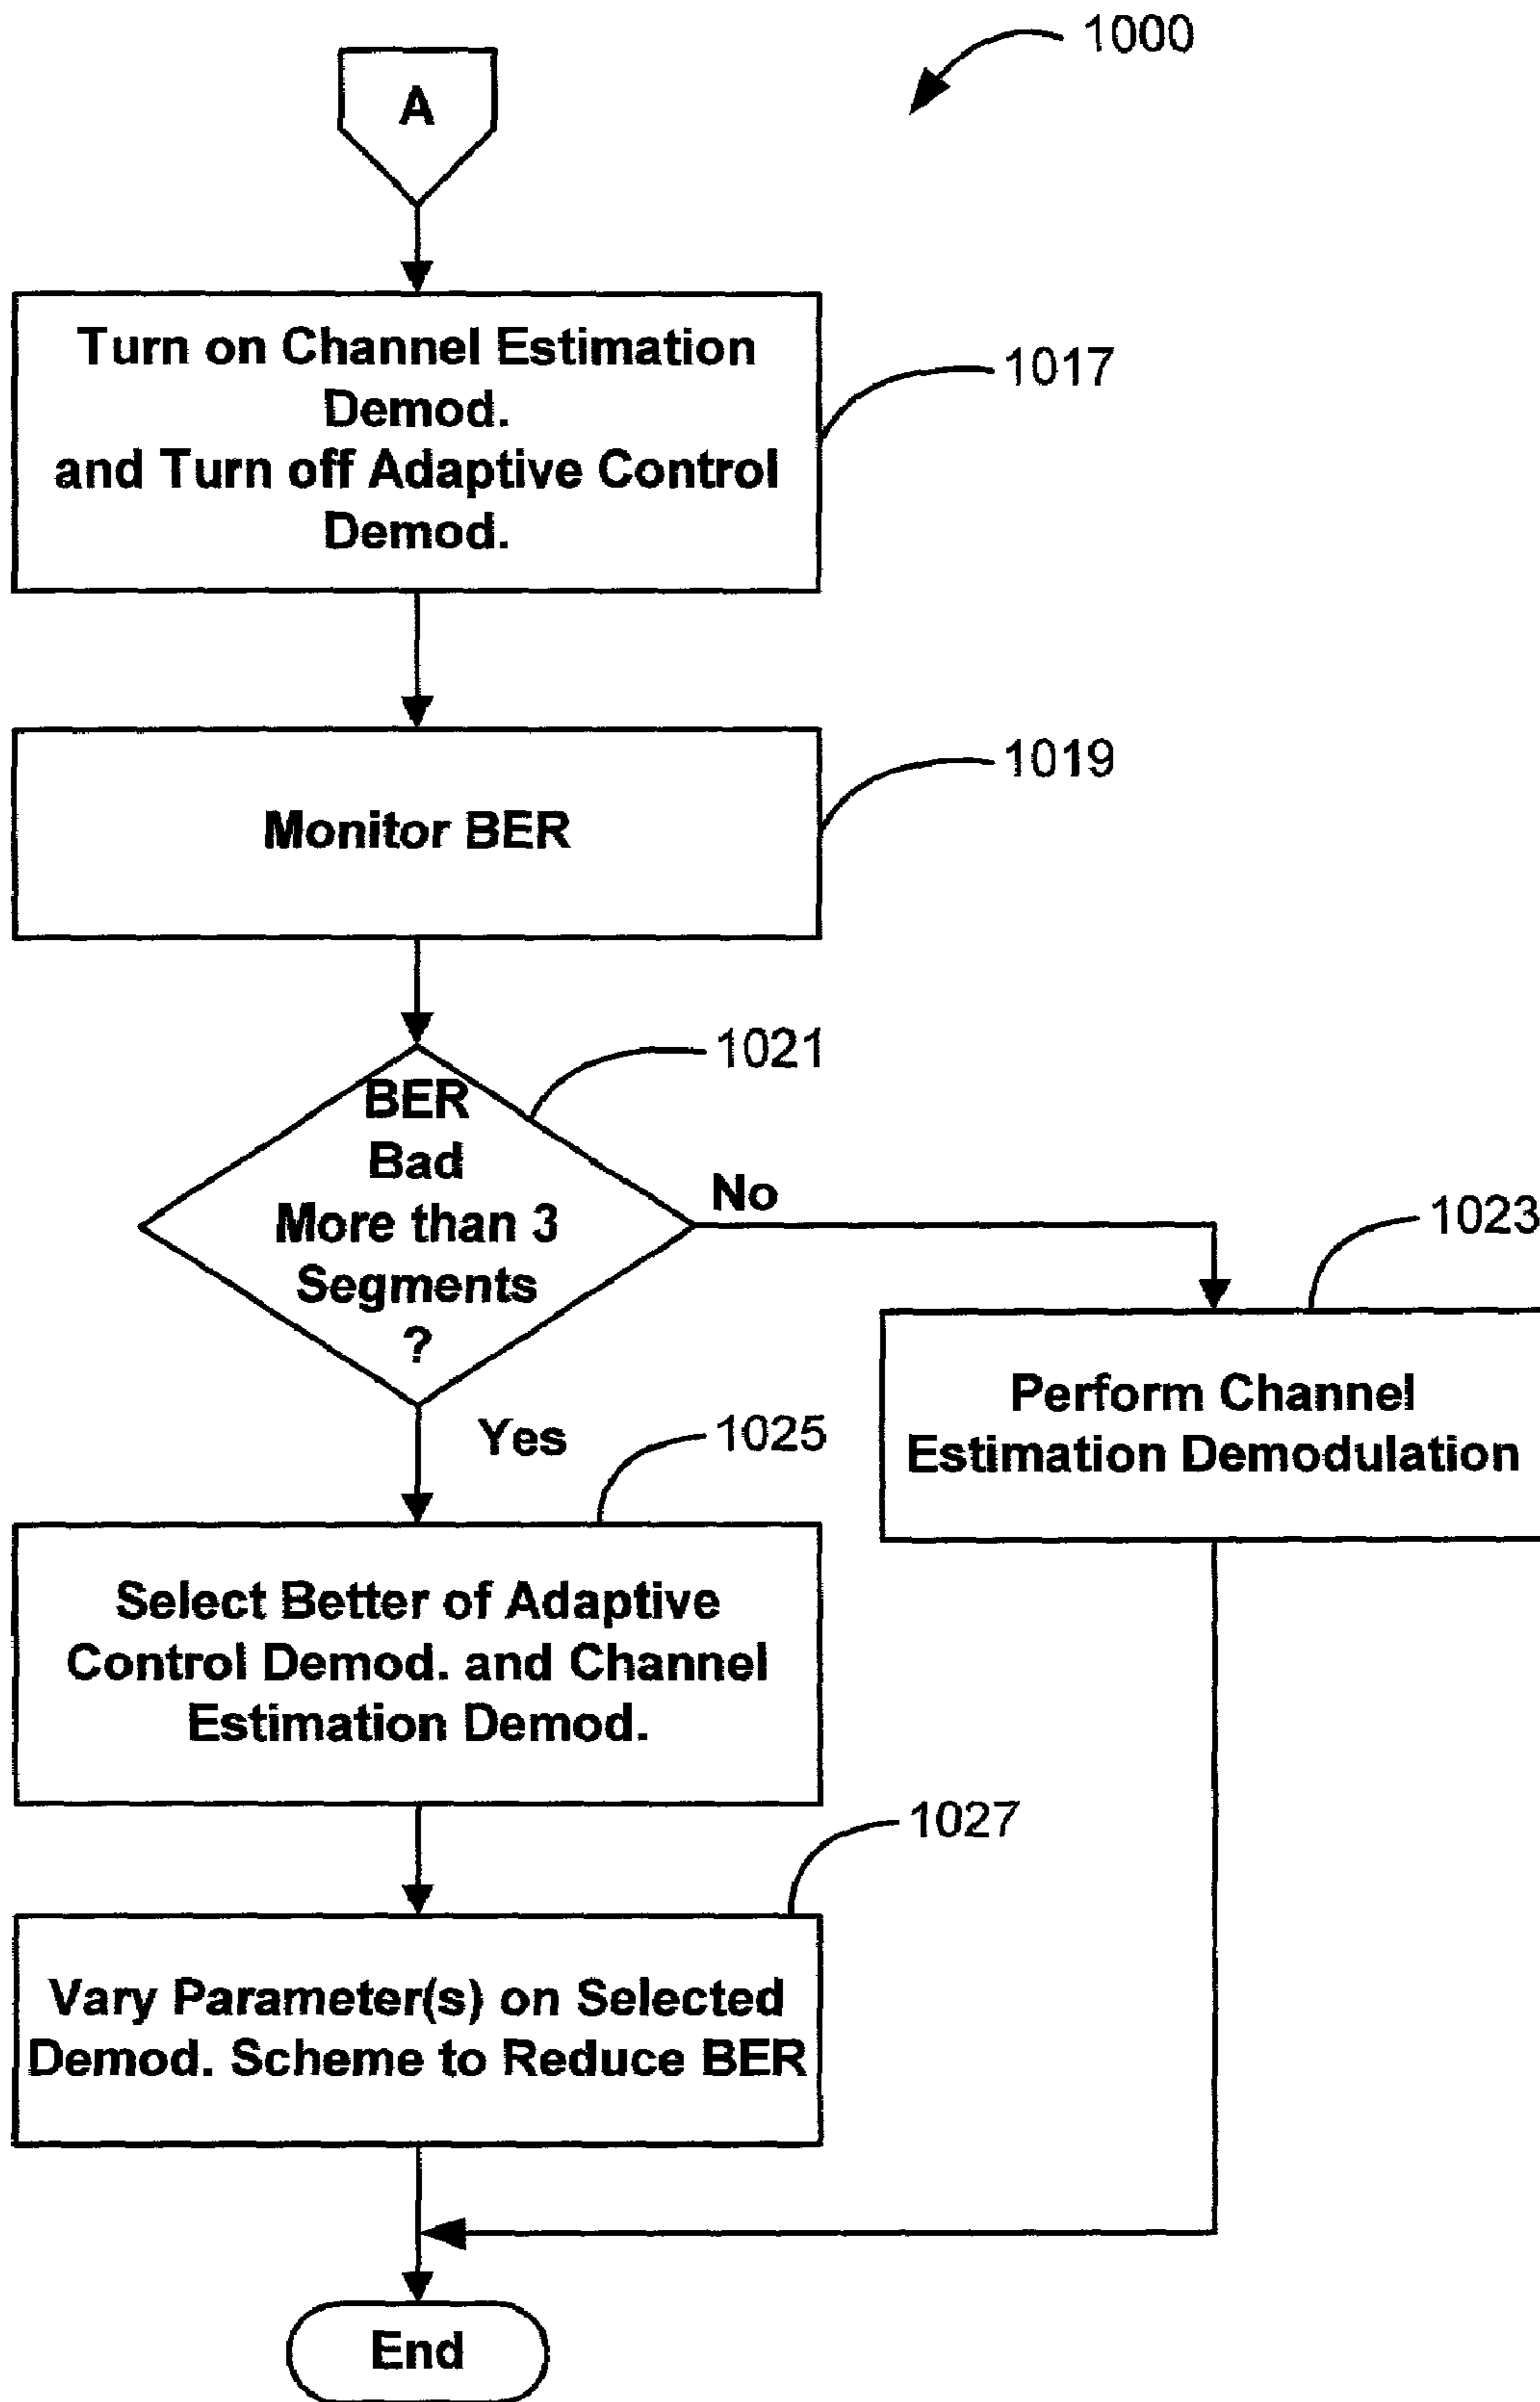 1000
A
Turn on Channel Estimation
Demod.
and Turn off Adaptive Control
Demod.
1017
Monitor BER
1019
BER
Bad
More than 3
Segments
?
1021
No
Yes
1023
Perform Channel
Estimation Demodulation
1025
Select Better of Adaptive
Control Demod. and Channel
Estimation Demod.
1027
Vary Parameter(s) on Selected
Demod. Scheme to Reduce BER
End